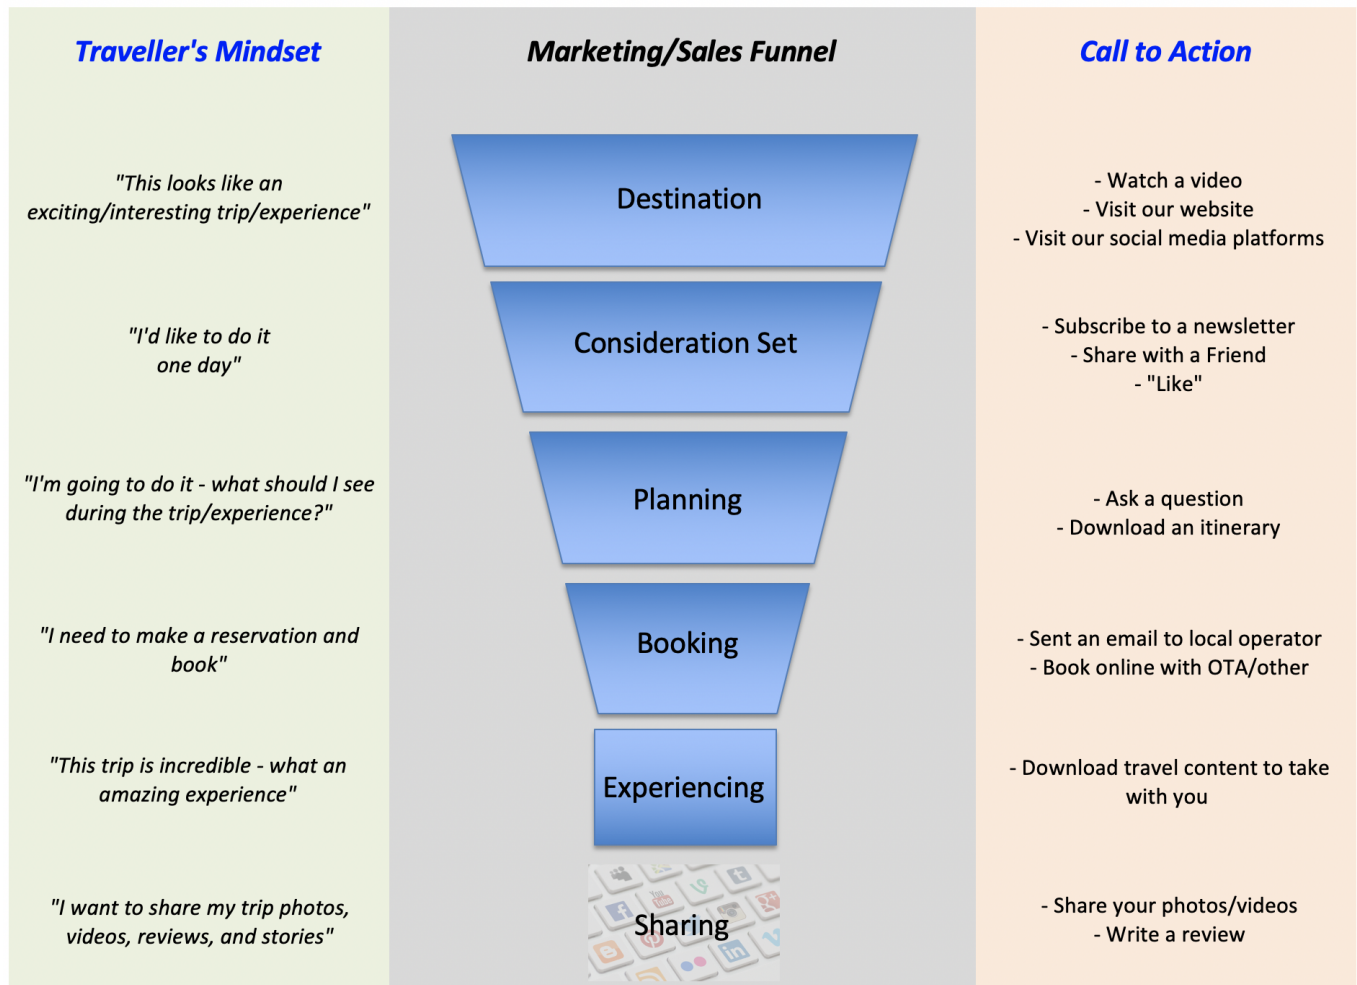 Traveller's Mindset
Marketing/Sales Funnel
Call to Action
"This looks like an
exciting/interesting trip/experience"
Destination
- Watch a video
- Visit our website
- Visit our social media platforms
"I'd like to do it
one day"
Consideration Set
- Subscribe to a newsletter
- Share with a Friend
- "Like"
"I'm going to do it - what should I see
during the trip/experience?"
Planning
- Ask a question
- Download an itinerary
"I need to make a reservation and
book"
Booking
- Sent an email to local operator
- Book online with OTA/other
"This trip is incredible - what an
amazing experience"
Experiencing
- Download travel content to take
with you
"I want to share my trip photos,
videos, reviews, and stories"
You
Tube
Sharing
- Share your photos/videos
- Write a review